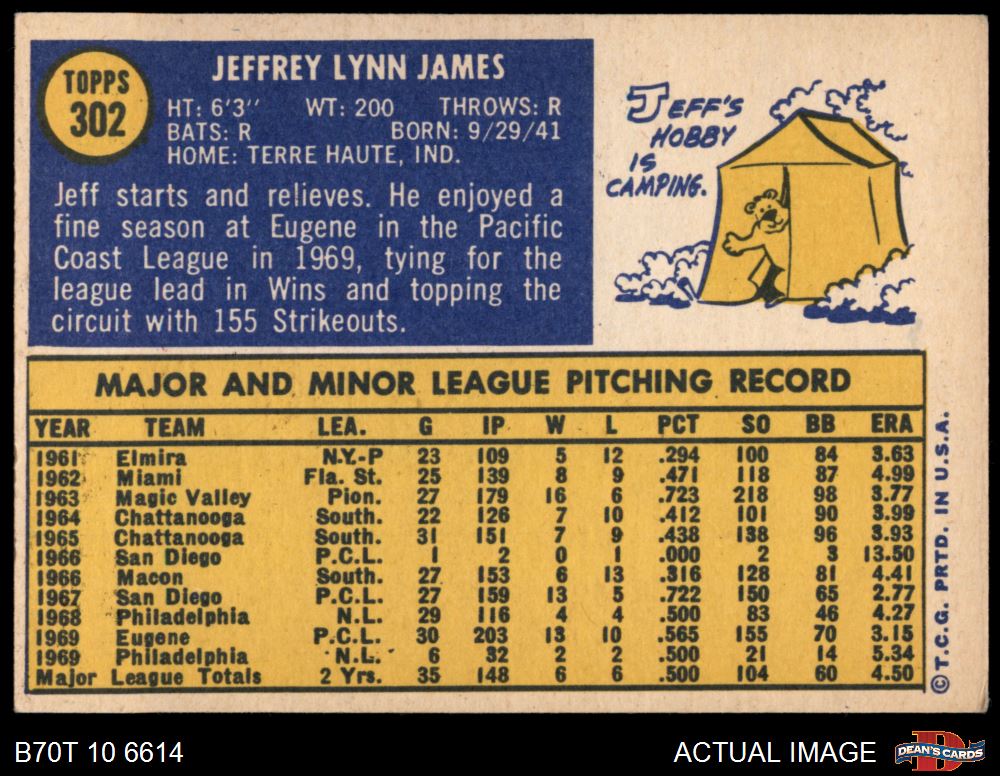 TOPPS
302
JEFFREY LYNN JAMES
HT: 6'3" WT: 200 THROWS: R
BATS: R BORN: 9/29/41
HOME: TERRE HAUTE, IND.
Jeff starts and relieves. He enjoyed a
fine season at Eugene in the Pacific
Coast League in 1969, tying for the
league lead in Wins and topping the
circuit with 155 Strikeouts.
JEFF'S
HOBBY
IS
CAMPING.
MAJOR AND MINOR LEAGUE PITCHING RECORD
YEAR TEAM LEA. G IP W L PCT SO BB ERA
1961 Elmira N.Y.-P 23 109 5 12 .294 100 84 3.63
1962 Miami Fla. St. 25 139 8 9 .471 118 87 4.99
1963 Magic Valley Pion. 27 179 16 6 .723 218 98 3.77
1964 Chattanooga South. 22 126 7 10 .412 101 90 3.99
1965 Chattanooga South. 31 151 7 9 .438 138 96 3.93
1966 San Diego P.C.L. 1 2 0 1 .000 2 3 13.50
1966 Macon South. 27 153 6 13 .316 128 81 4.41
1967 San Diego P.C.L. 27 159 13 5 .722 150 65 2.77
1968 Philadelphia N.L. 29 116 4 4 .500 83 46 4.27
1969 Eugene P.C.L. 30 203 13 10 .565 155 70 3.15
1969 Philadelphia N.L. 6 32 2 2 .500 21 14 5.34
Major League Totals 2 Yrs. 35 148 6 6 .500 104 60 4.50
©T.C.G. PRTD. IN U.S.A.
B70T 10 6614
ACTUAL IMAGE
D
DEAN'S CARDS